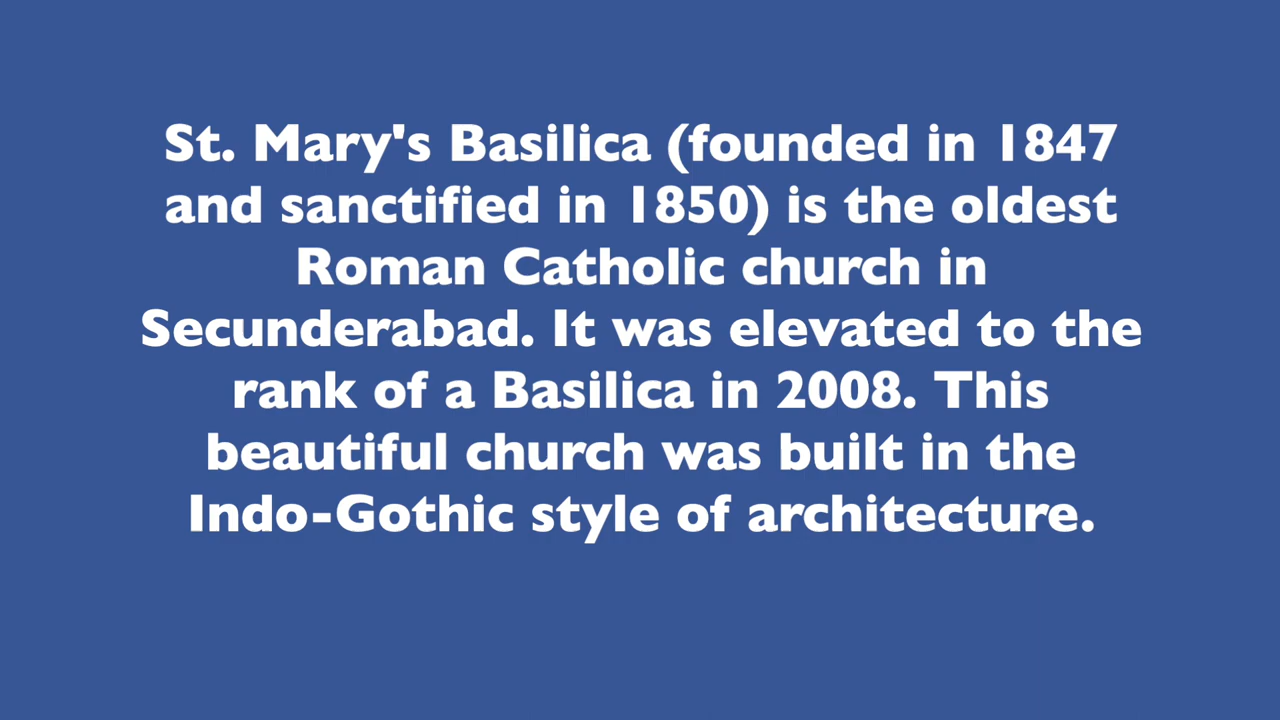 St. Mary's Basilica (founded in 1847
and sanctified in 1850) is the oldest
Roman Catholic church in
Secunderabad. It was elevated to the
rank of a Basilica in 2008. This
beautiful church was built in the
Indo-Gothic style of architecture.